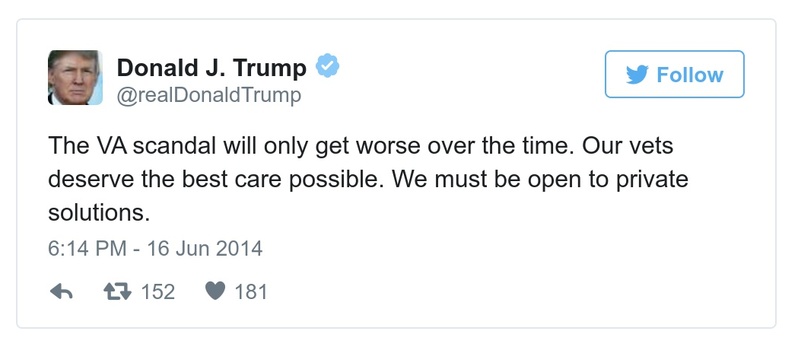 Donald J. Trump
@realDonaldTrump
Follow
The VA scandal will only get worse over the time. Our vets
deserve the best care possible. We must be open to private
solutions.
6:14 PM - 16 Jun 2014
152 181